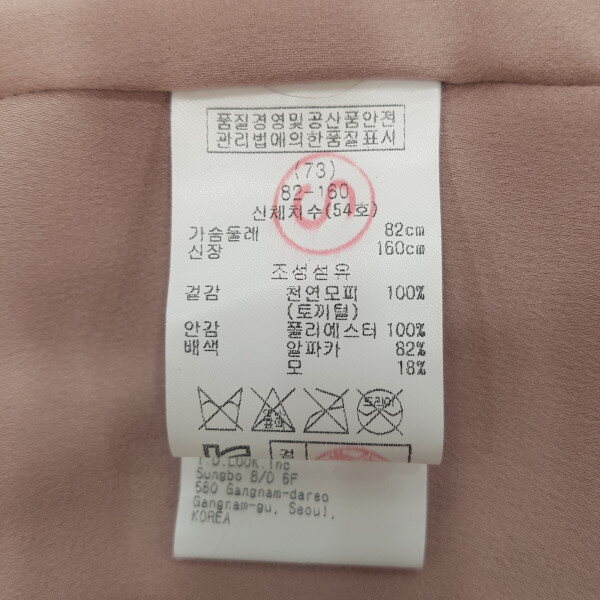 품질경영및공산품안전
관리법에의한품질표시
(73)
82-160
신체치수(54호)
가슴둘레 82cm
신장 160cm
조성섬유
겉감 천연모피 100%
(토끼털)
안감 폴리에스터 100%
배색 알파카 82%
모 18%
드라이
I.D.LOOK.Inc
Sungbo B/D 6F
560 Gangnam-daero
Gangnam-gu, Seoul,
KOREA